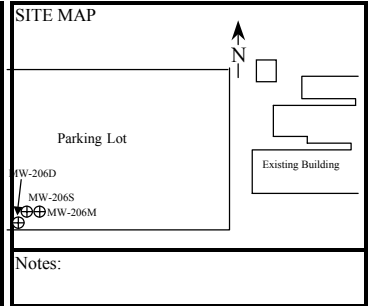 SITE MAP
N
Parking Lot
Existing Building
MW-206D
MW-206S
MW-206M
Notes: